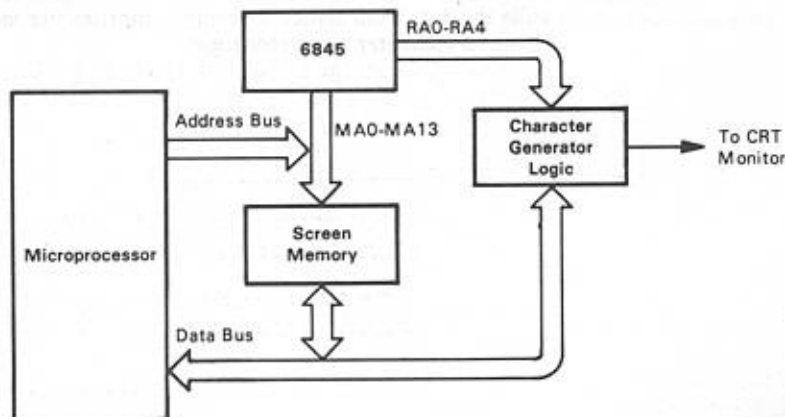 6845
RA0-RA4
Address Bus
MA0-MA13
Character
Generator
Logic
To CRT
Monitor
Microprocessor
Screen
Memory
Data Bus